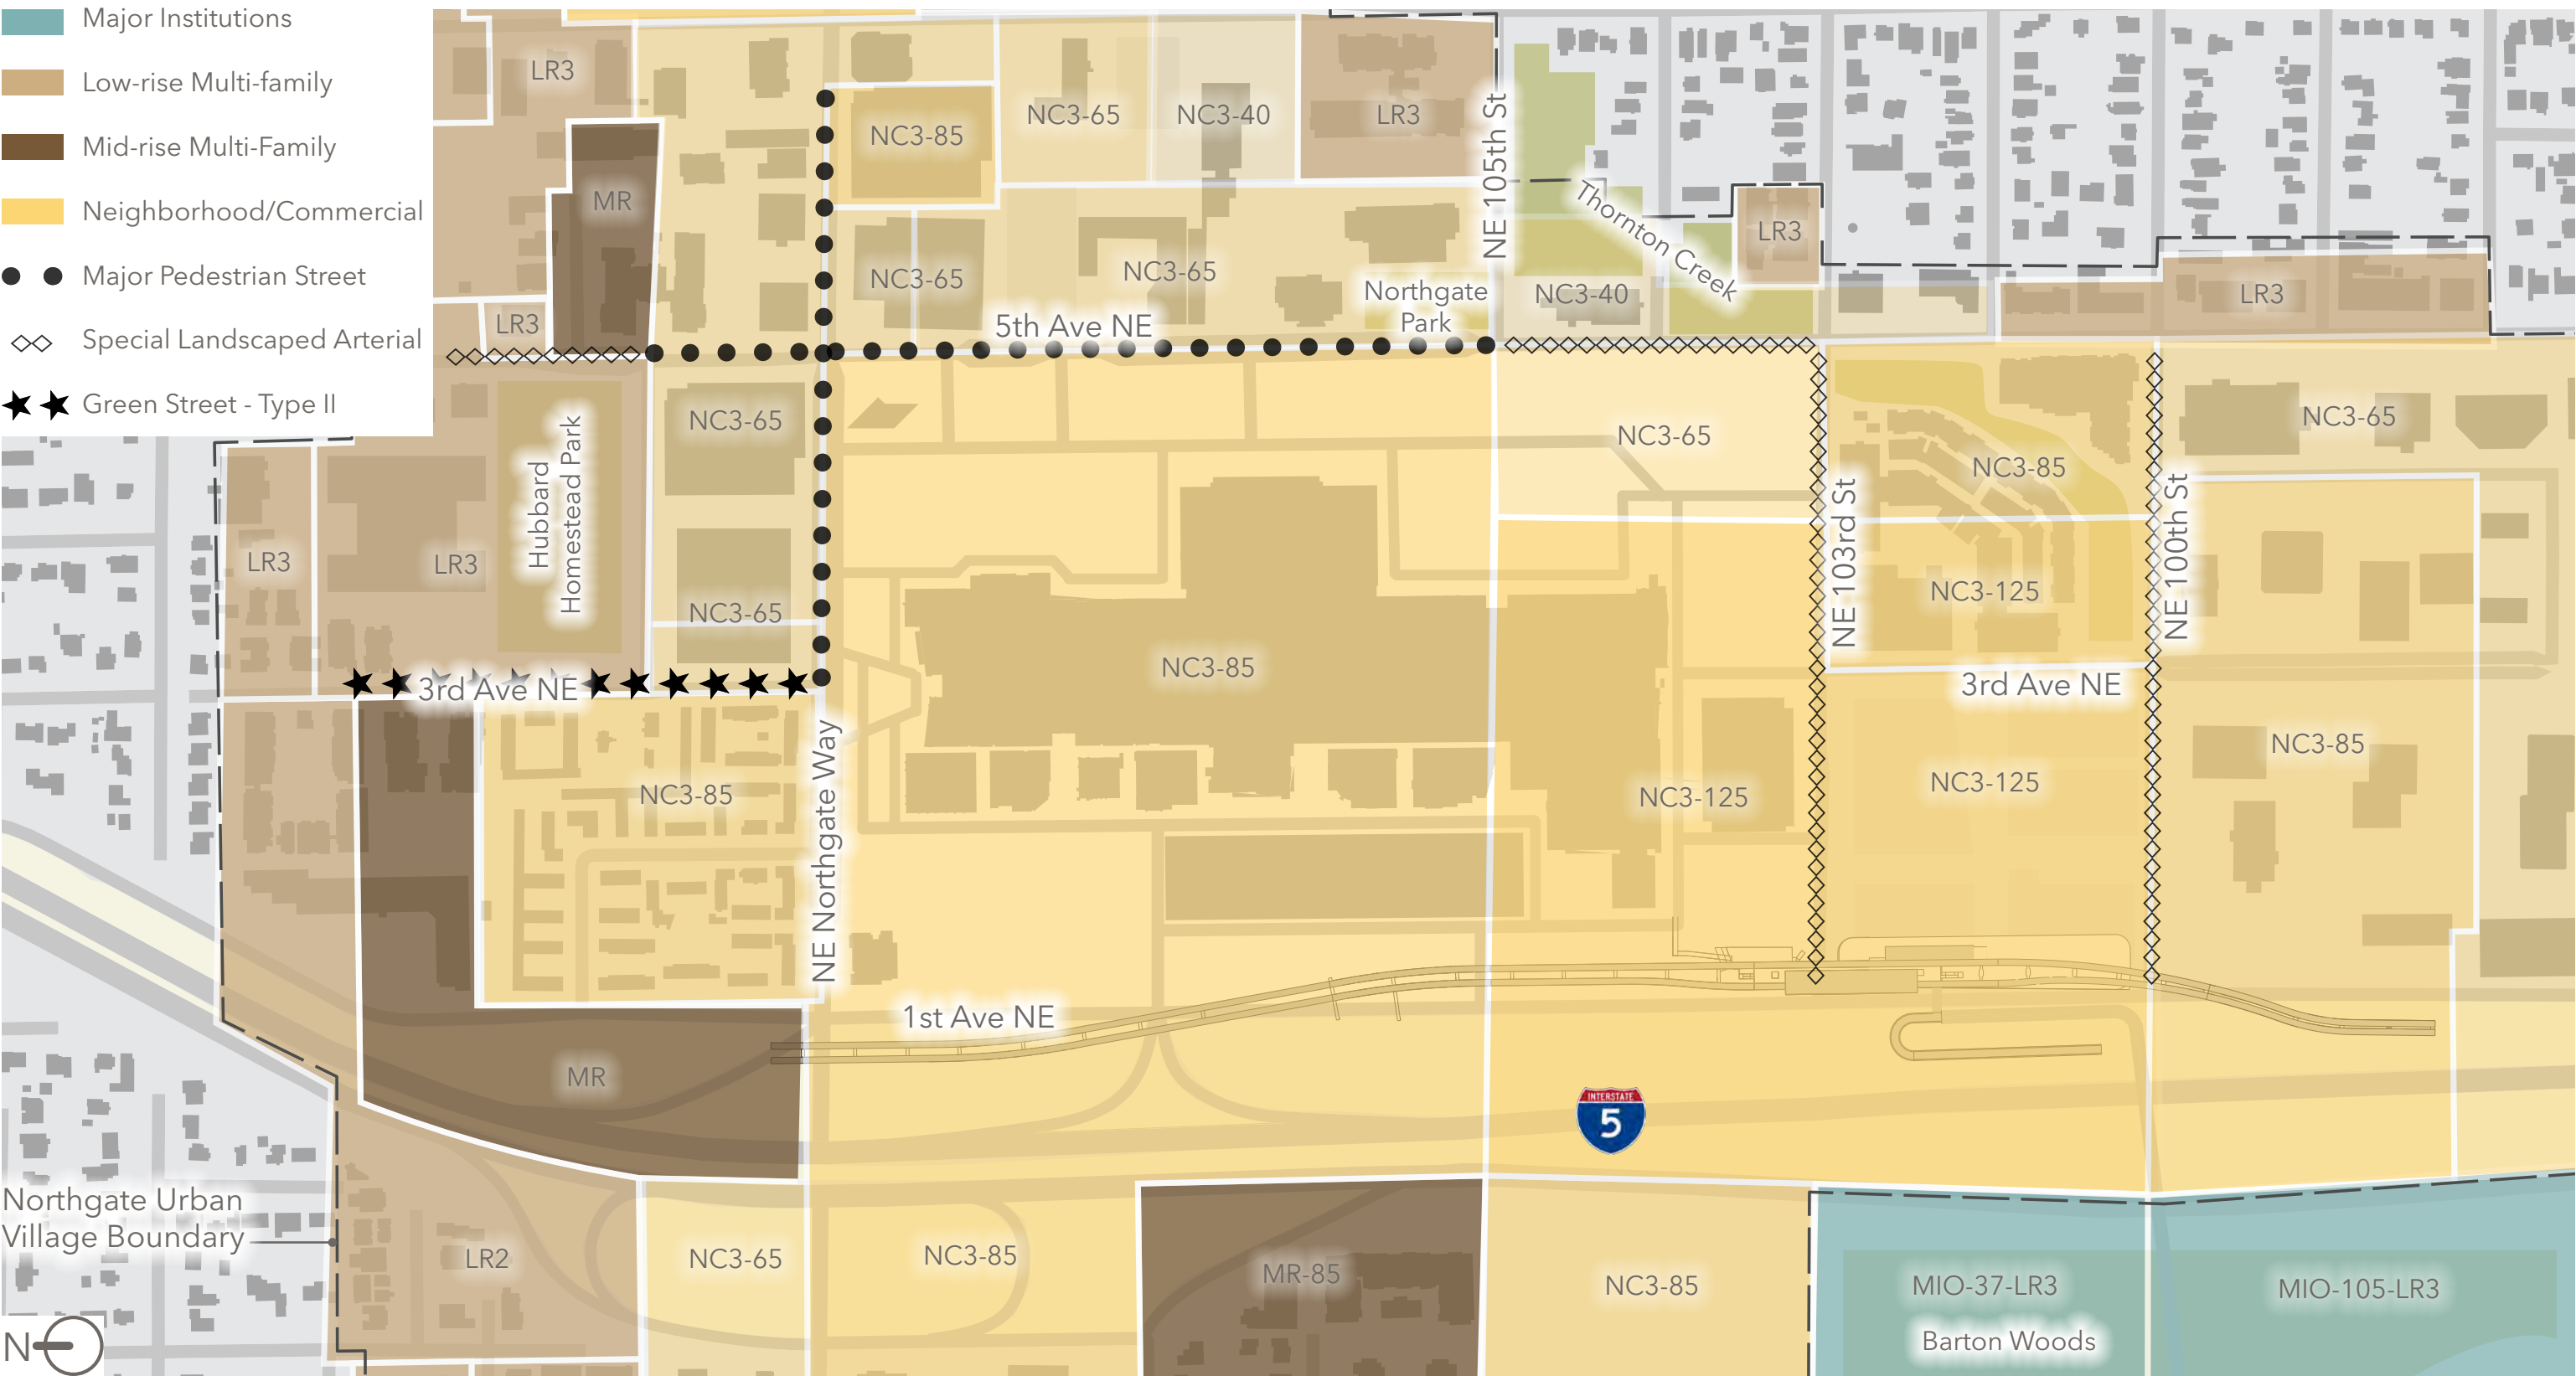 Major Institutions
Low-rise Multi-family
Mid-rise Multi-Family
Neighborhood/Commercial
Major Pedestrian Street
Special Landscaped Arterial
Green Street - Type II
LR3
MR
LR3
NC3-85
NC3-65
NC3-40
LR3
NE 105th St
Thornton Creek
LR3
NC3-65
NC3-65
5th Ave NE
Northgate
Park
NC3-40
LR3
LR3
LR3
Hubbard
Homestead Park
NC3-65
NC3-65
3rd Ave NE
NC3-85
NE Northgate Way
NC3-85
NC3-65
NC3-125
NE 103rd St
NC3-85
NC3-125
3rd Ave NE
NC3-125
NE 100th St
NC3-65
NC3-85
1st Ave NE
MR
INTERSTATE
5
Northgate Urban
Village Boundary
LR2
NC3-65
NC3-85
MR-85
NC3-85
MIO-37-LR3
Barton Woods
MIO-105-LR3
N